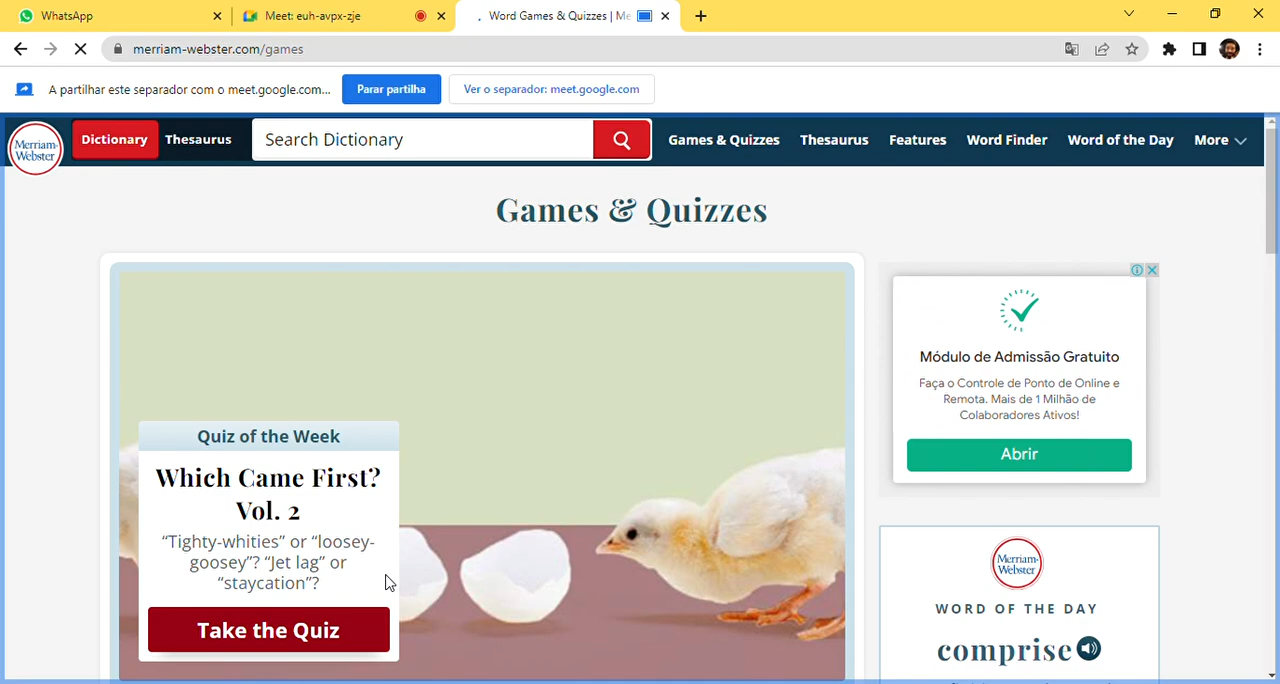 WhatsApp
Meet: euh-avpx-zje
Word Games & Quizzes | Me
merriam-webster.com/games
A partilhar este separador com o meet.google.com...
Parar partilha
Ver o separador: meet.google.com
Merriam-
Webster
Dictionary
Thesaurus
Search Dictionary
Games & Quizzes
Thesaurus
Features
Word Finder
Word of the Day
More
Games & Quizzes
Quiz of the Week
Which Came First?
Vol. 2
“Tighty-whities” or “loosey-
goosey”? “Jet lag” or
“staycation”?
Take the Quiz
Módulo de Admissão Gratuito
Faça o Controle de Ponto de Online e
Remota. Mais de 1 Milhão de
Colaboradores Ativos!
Abrir
Merriam-
Webster
WORD OF THE DAY
comprise